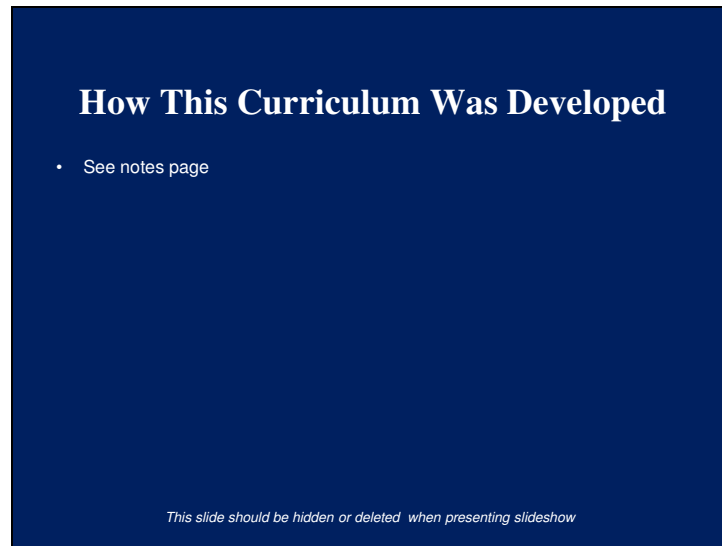 How This Curriculum Was Developed
• See notes page
This slide should be hidden or deleted  when presenting slideshow